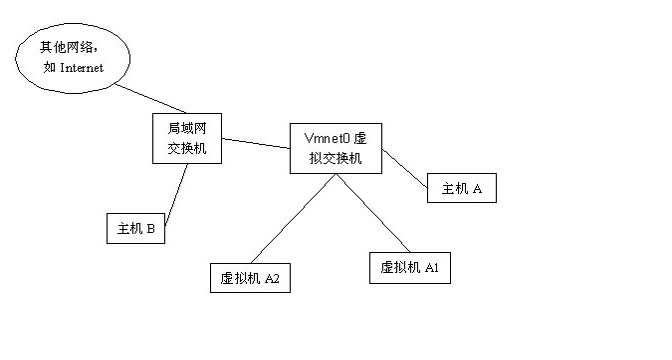 其他网络，
如 Internet
局域网
交换机
Vmnet0 虚
拟交换机
主机 A
主机 B
虚拟机 A2
虚拟机 A1